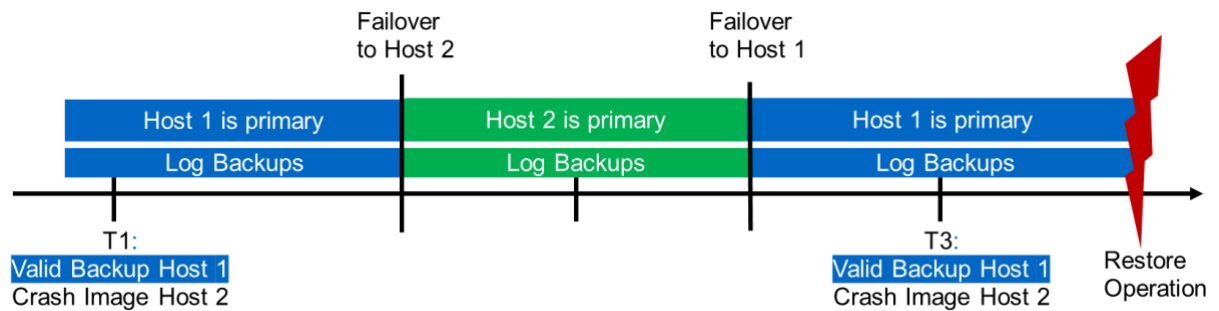 Failover
to Host 2
Failover
to Host 1
Host 1 is primary
Host 2 is primary
Host 1 is primary
Log Backups
Log Backups
Log Backups
T1:
Valid Backup Host 1
Crash Image Host 2
T3:
Valid Backup Host 1
Crash Image Host 2
Restore
Operation